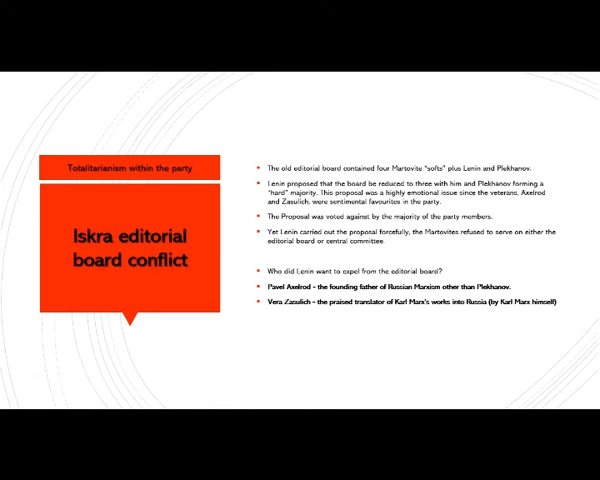 Totalitarianism within the party
Iskra editorial
board conflict
The old editorial board contained four Martovite "softs" plus Lenin and Plekhanov.
Lenin proposed that the board be reduced to three with him and Plekhanov forming a
"hard" majority. This proposal was a highly emotional issue since the veterans, Axelrod
and Zasulich, were sentimental favourites in the party.
The Proposal was voted against by the majority of the party members.
Yet Lenin carried out the proposal forcefully, the Martovites refused to serve on either the
editorial board or central committee.
Who did Lenin want to expel from the editorial board?
Pavel Axelrod - the founding father of Russian Marxism other than Plekhanov.
Vera Zasulich - the praised translator of Karl Marx's works into Russia (by Karl Marx himself)